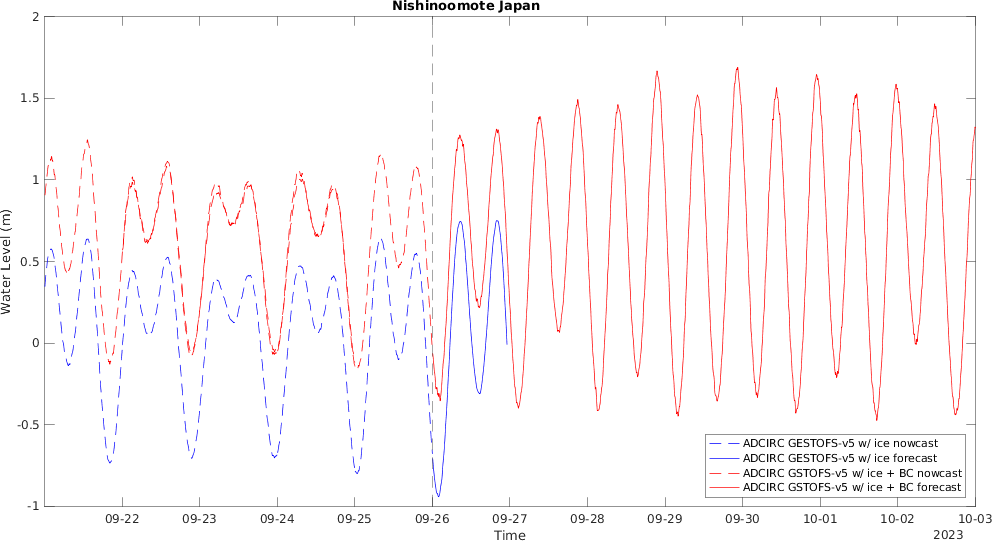 Nishinoomote Japan
2
1.5
1
0.5
0
-0.5
-1
Water Level (m)
ADCIRC GESTOFS-v5 w/ ice nowcast
ADCIRC GESTOFS-v5 w/ ice forecast
ADCIRC GSTOFS-v5 w/ ice + BC nowcast
ADCIRC GSTOFS-v5 w/ ice + BC forecast
09-22 09-23 09-24 09-25 09-26 09-27 09-28 09-29 09-30 10-01 10-02 10-03
Time
2023